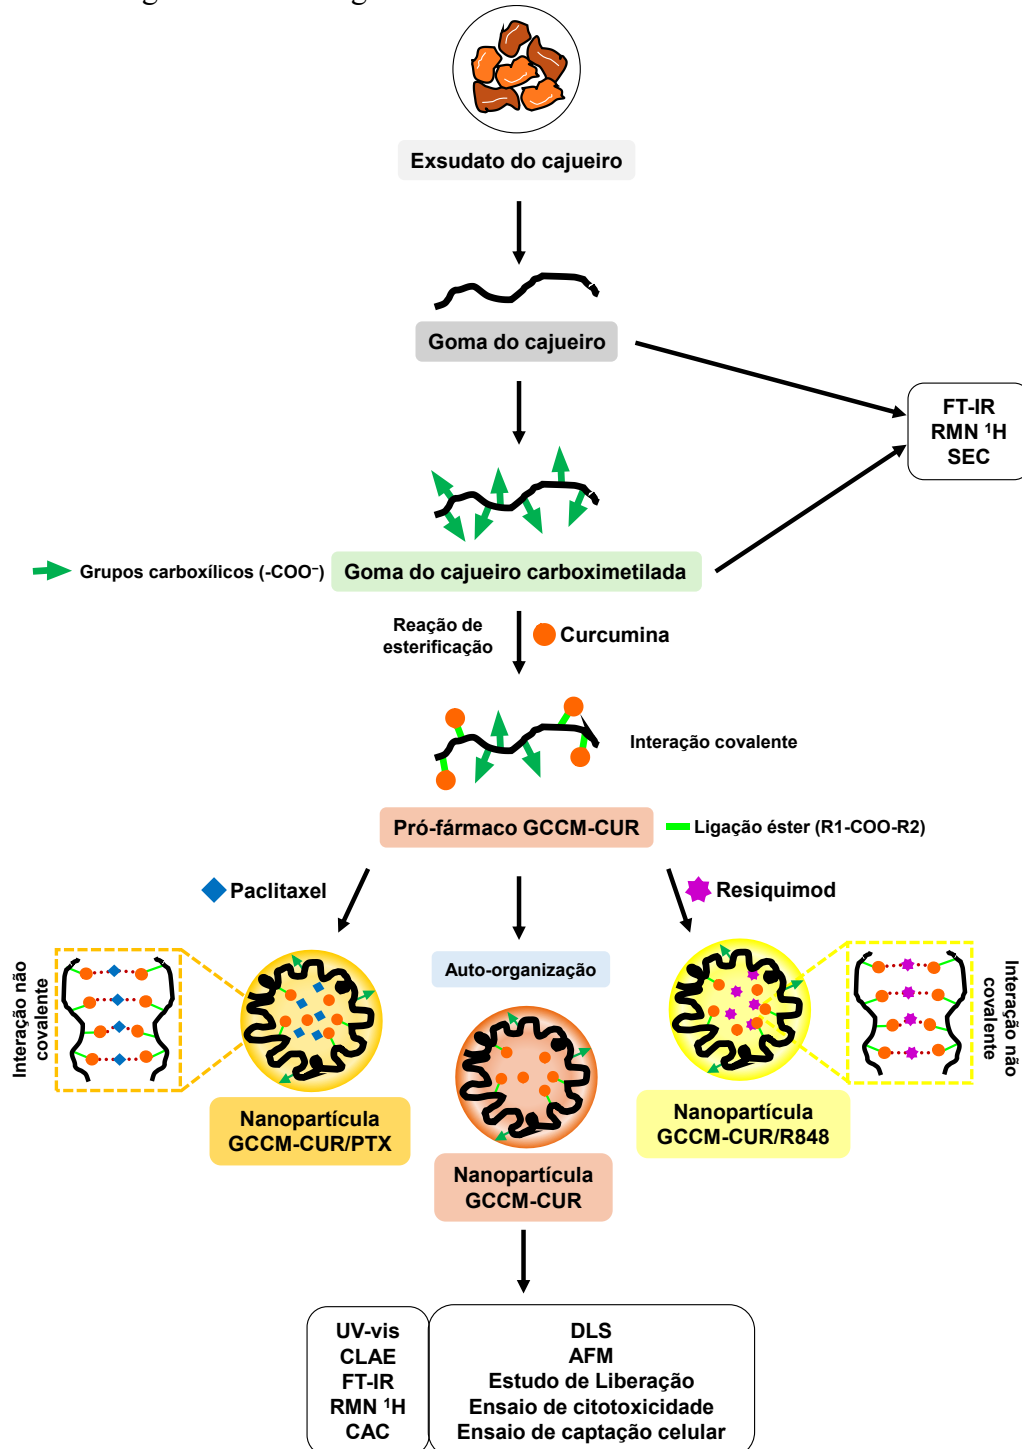 Exsudato do cajueiro
Goma do cajueiro
FT-IR
RMN ¹H
SEC
Grupos carboxílicos (-COO⁻)
Goma do cajueiro carboximetilada
Reação de
esterificação
Curcumina
Interação covalente
Pró-fármaco GCCM-CUR
Ligação éster (R1-COO-R2)
Paclitaxel
Resiquimod
Auto-organização
Interação não
covalente
Interação não
covalente
Nanopartícula
GCCM-CUR/PTX
Nanopartícula
GCCM-CUR
Nanopartícula
GCCM-CUR/R848
UV-vis
CLAE
FT-IR
RMN ¹H
CAC
DLS
AFM
Estudo de Liberação
Ensaio de citotoxicidade
Ensaio de captação celular